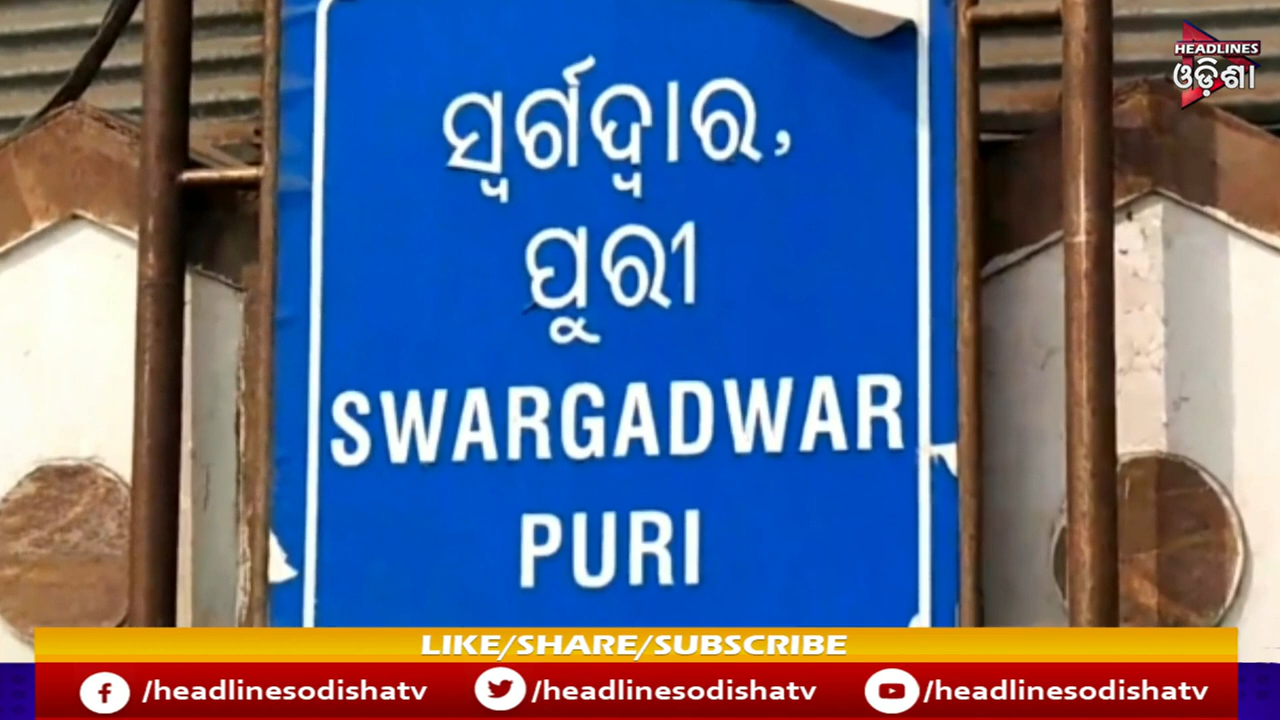 HEADLINES
ଓଡ଼ିଶା
ସ୍ୱର୍ଗଦ୍ୱାର,
ପୁରୀ
SWARGADWAR
PURI
LIKE/SHARE/SUBSCRIBE
/headlinesodishatv /headlinesodishatv /headlinesodishatv